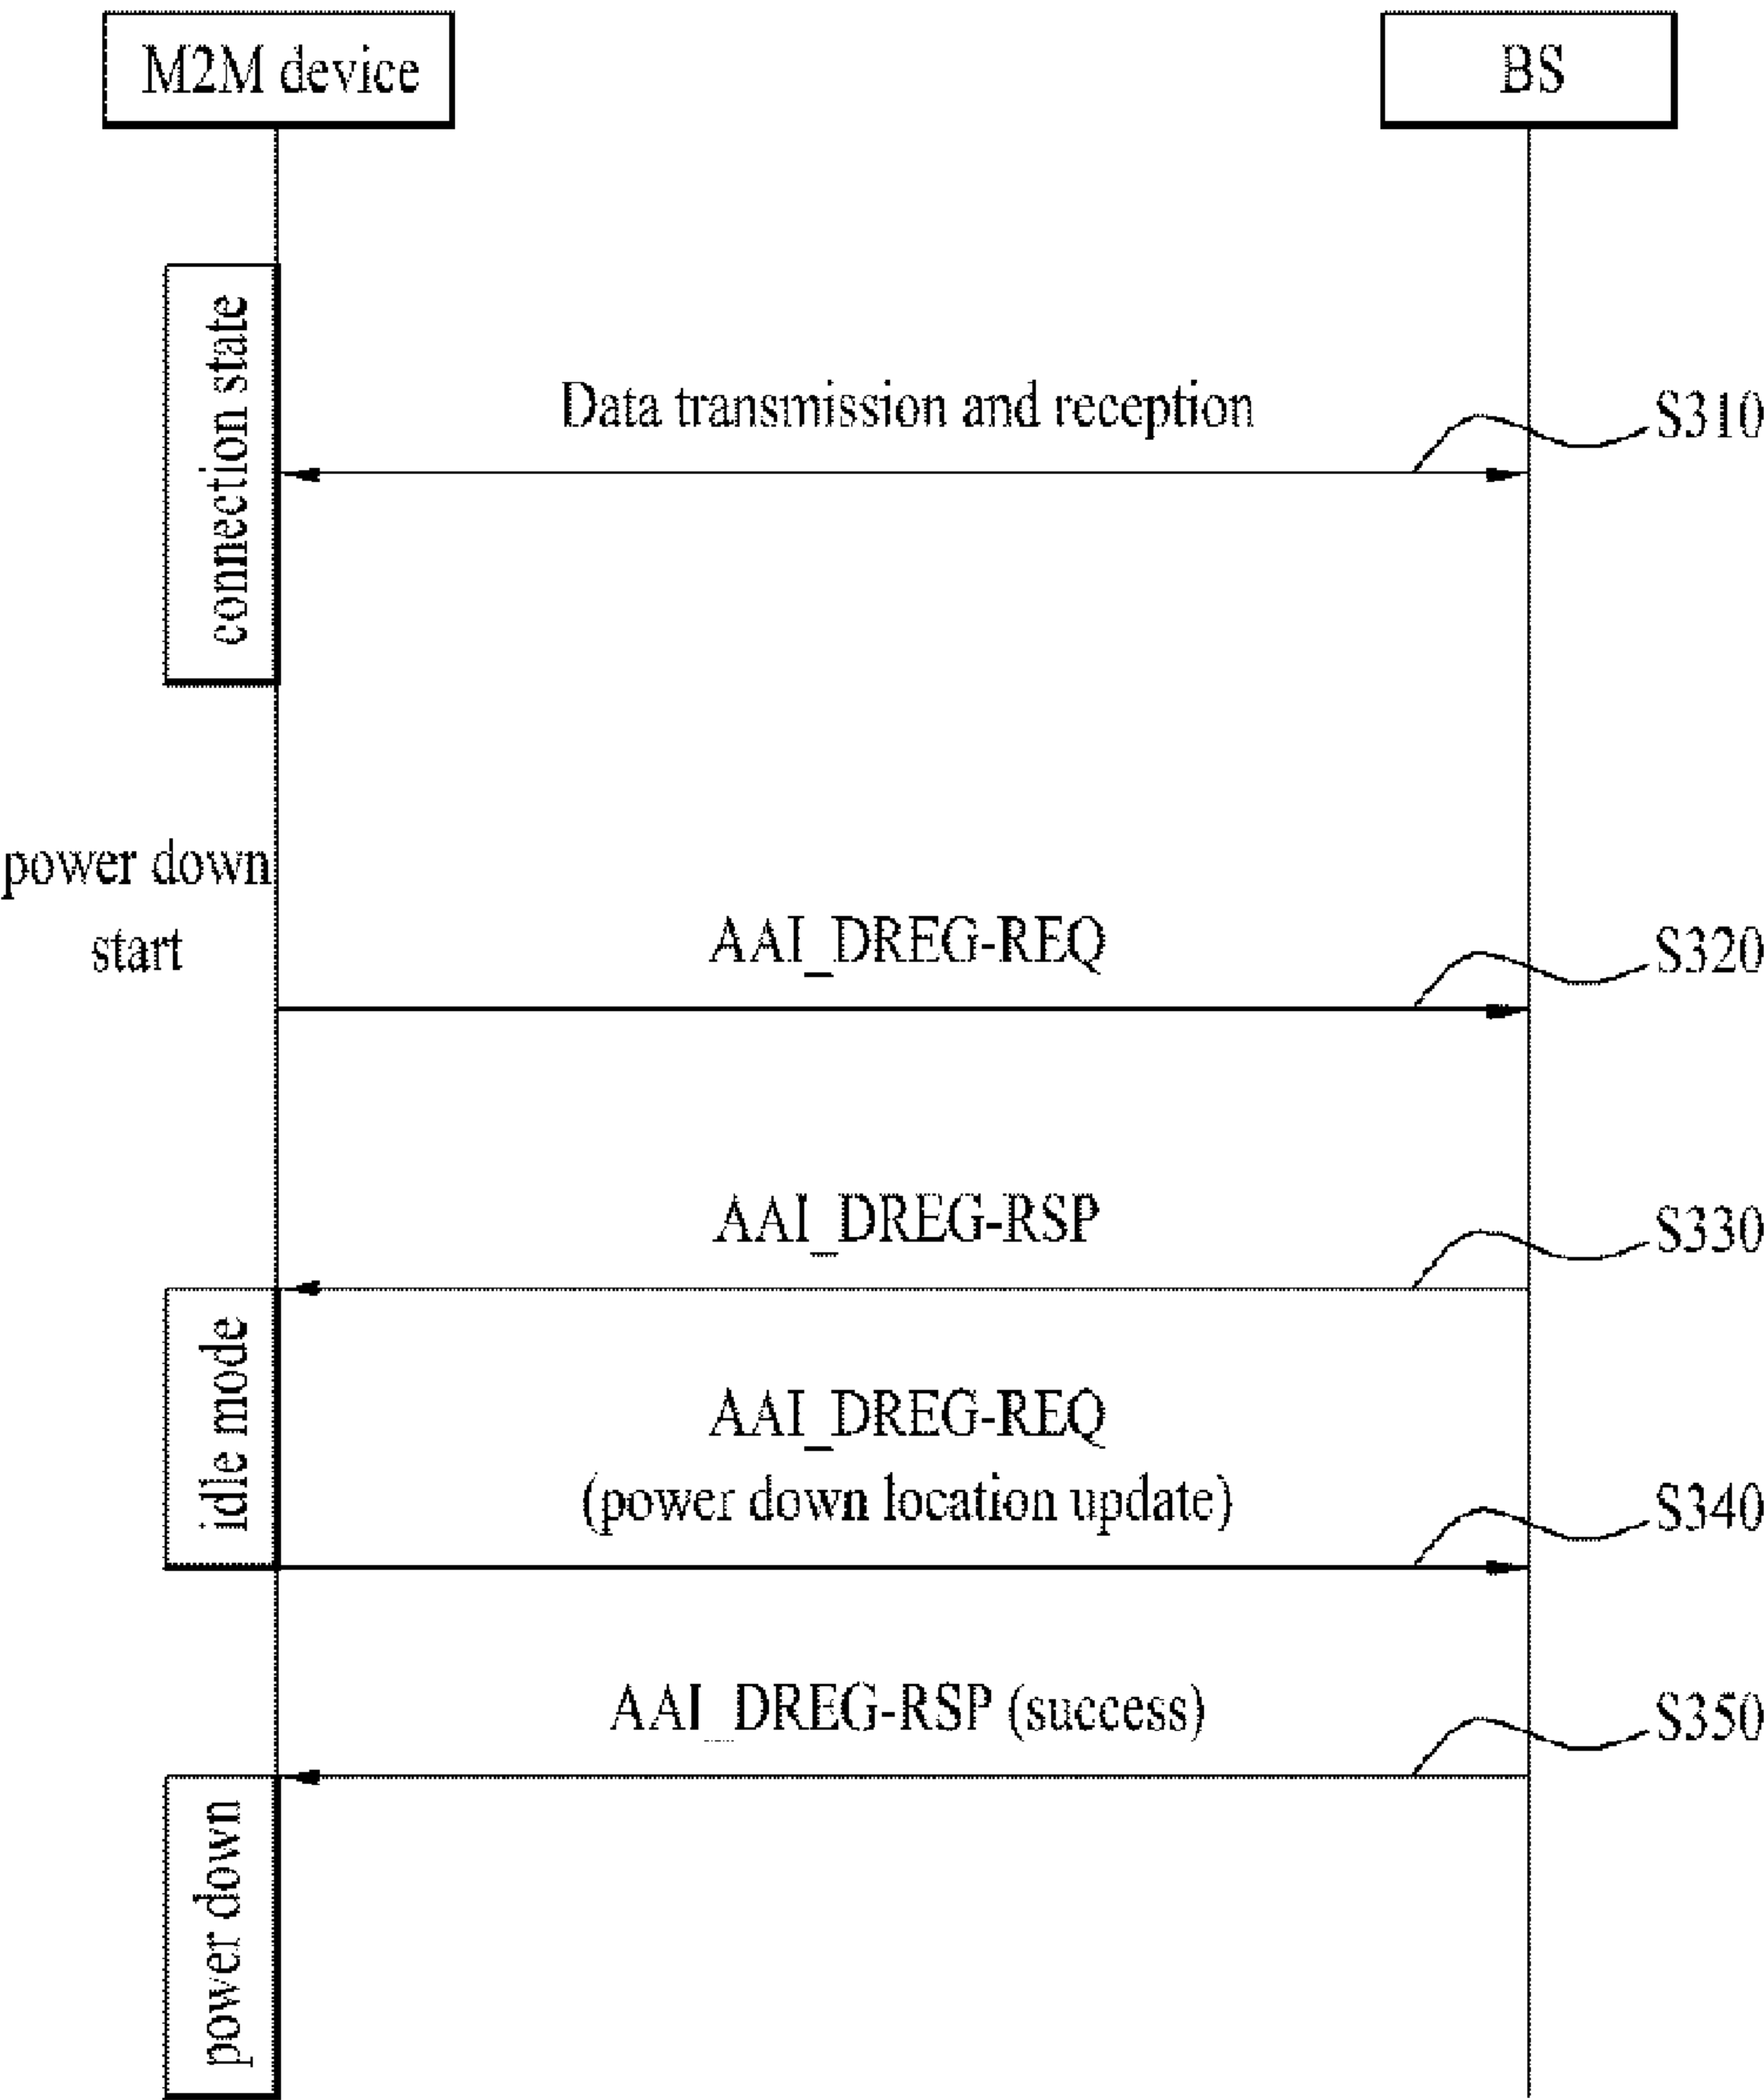 M2M device
BS
connection state
Data transmission and reception
S310
power down
start
AAI_DREG-REQ
S320
AAI_DREG-RSP
S330
idle mode
AAI_DREG-REQ
(power down location update)
S340
AAI_DREG-RSP (success)
S350
power down